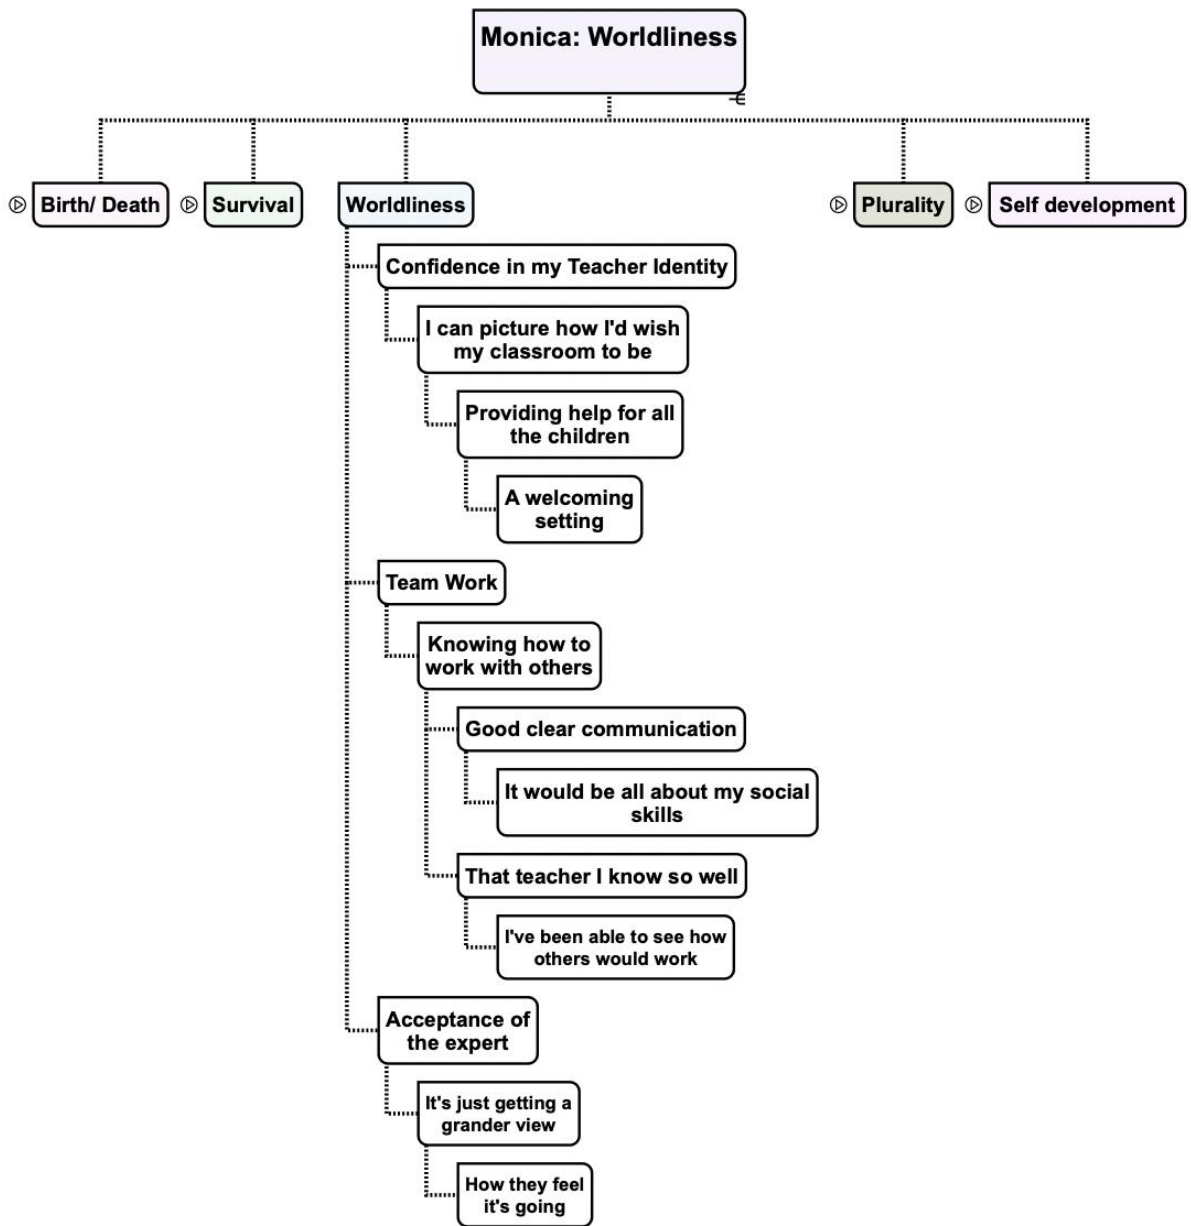 Monica: Worldliness
Birth/ Death
Survival
Worldliness
Plurality
Self development
Confidence in my Teacher Identity
I can picture how I'd wish
my classroom to be
Providing help for all
the children
A welcoming
setting
Team Work
Knowing how to
work with others
Good clear communication
It would be all about my social
skills
That teacher I know so well
I've been able to see how
others would work
Acceptance of
the expert
It's just getting a
grander view
How they feel
it's going